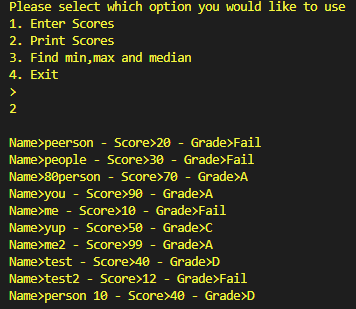 Please select which option you would like to use
1. Enter Scores
2. Print Scores
3. Find min,max and median
4. Exit
>
2
Name>peerson - Score>20 - Grade>Fail
Name>people - Score>30 - Grade>Fail
Name>80person - Score>70 - Grade>A
Name>you - Score>90 - Grade>A
Name>me - Score>10 - Grade>Fail
Name>yup - Score>50 - Grade>C
Name>me2 - Score>99 - Grade>A
Name>test - Score>40 - Grade>D
Name>test2 - Score>12 - Grade>Fail
Name>person 10 - Score>40 - Grade>D